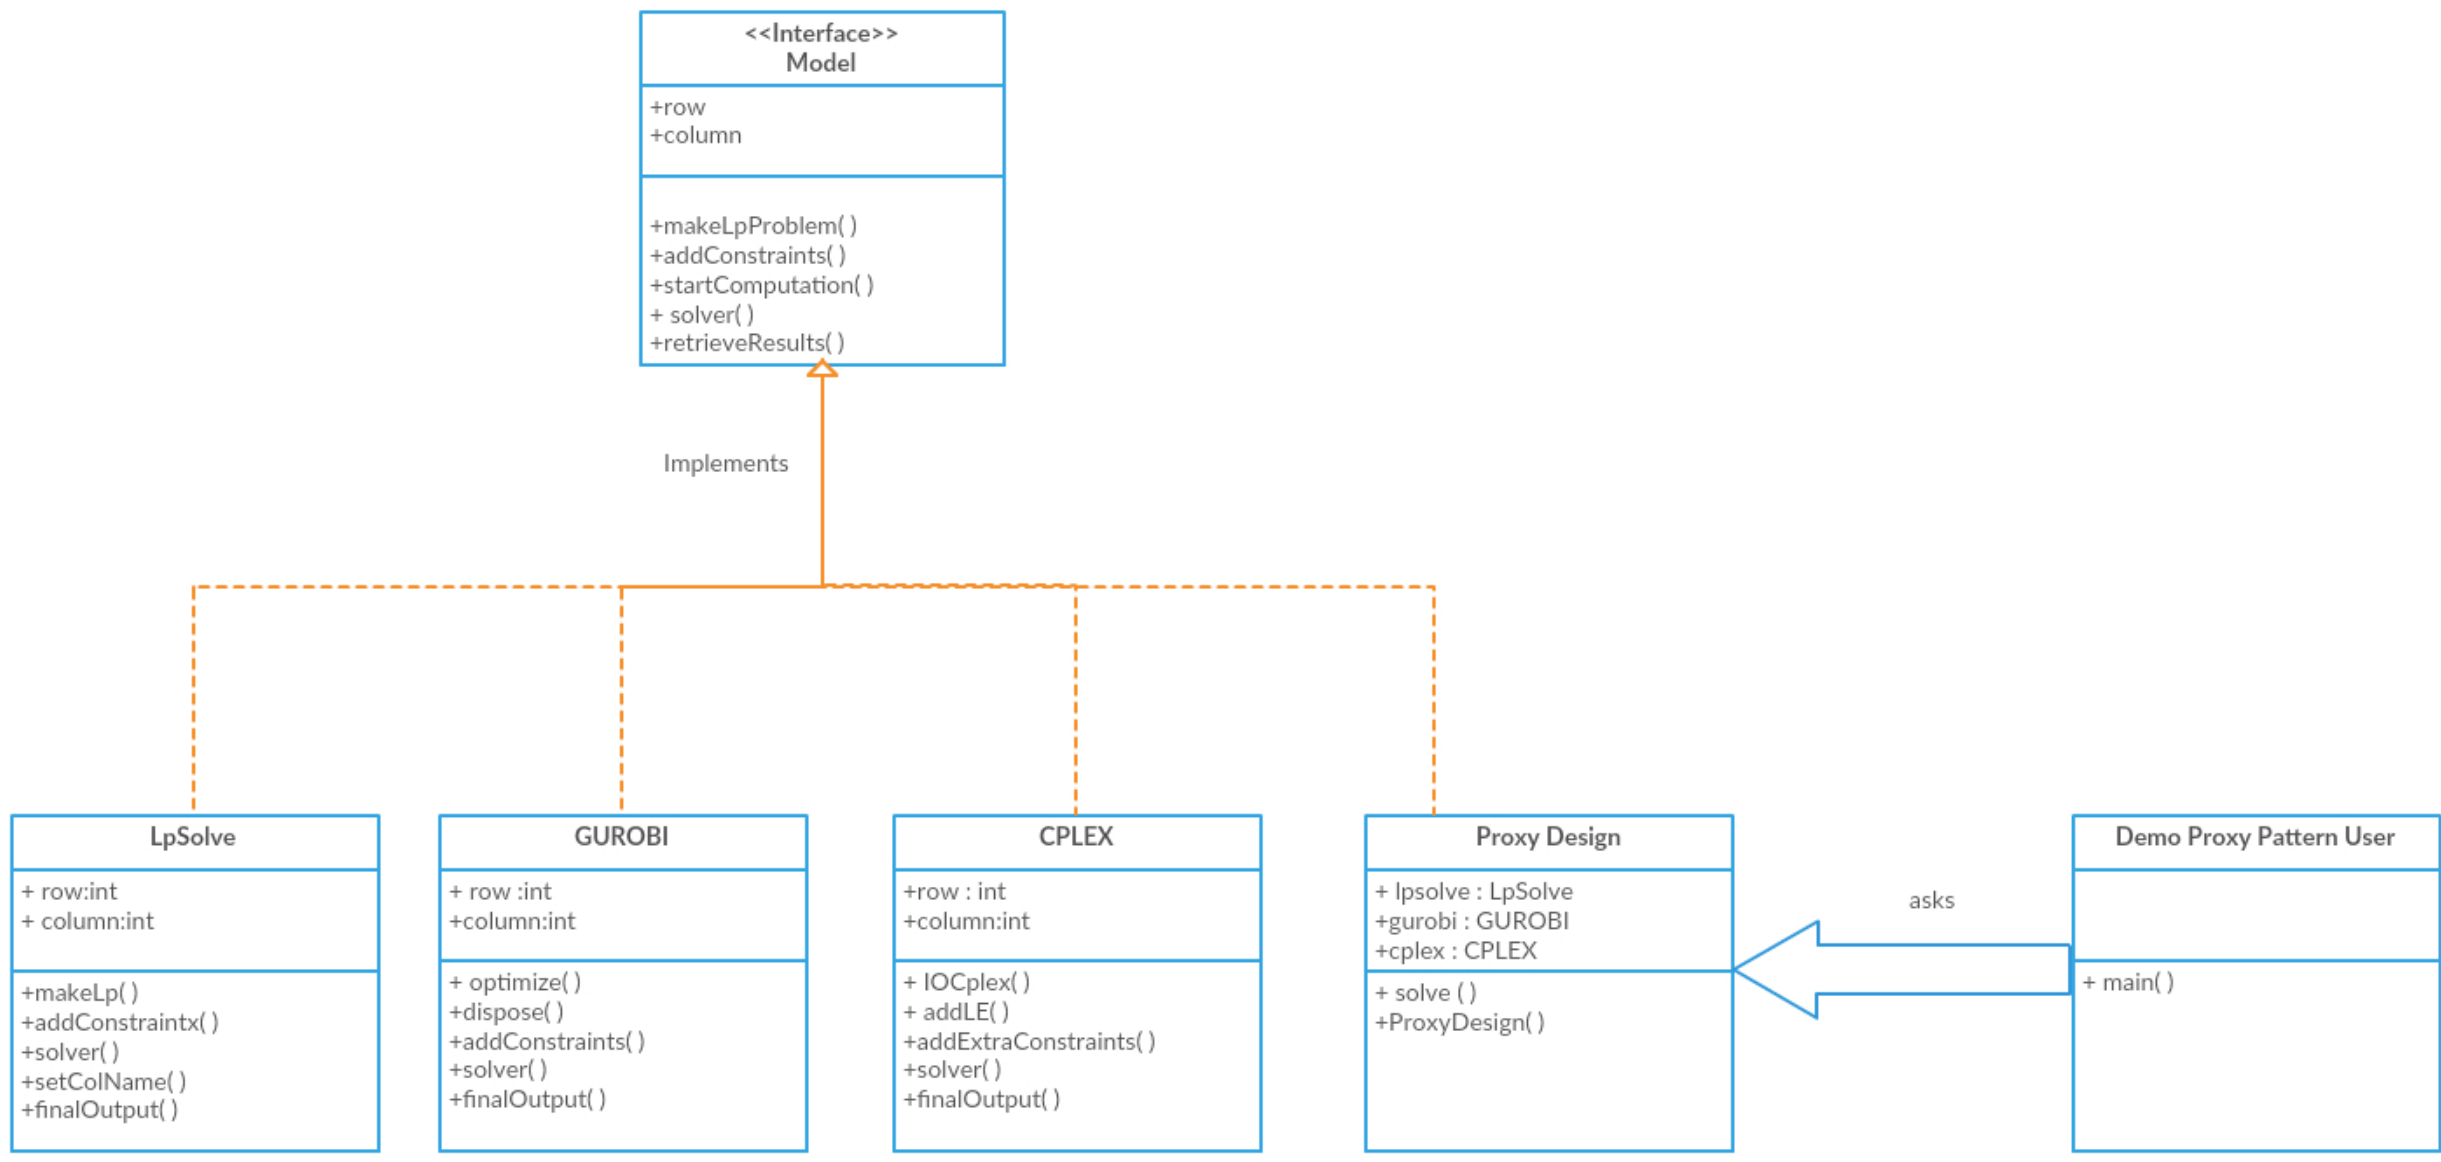 <<Interface>>
Model
+row
+column
+makeLpProblem( )
+addConstraints( )
+startComputation( )
+ solver( )
+retrieveResults( )
Implements
LpSolve
+ row:int
+ column:int
+makeLp( )
+addConstraintx( )
+solver( )
+setColName( )
+finalOutput( )
GUROBI
+ row :int
+column:int
+ optimize( )
+dispose( )
+addConstraints( )
+solver( )
+finalOutput( )
CPLEX
+row : int
+column:int
+ IOCplex( )
+ addLE( )
+addExtraConstraints( )
+solver( )
+finalOutput( )
Proxy Design
+ lpsolve : LpSolve
+gurobi : GUROBI
+cplex : CPLEX
+ solve ( )
+ProxyDesign( )
asks
Demo Proxy Pattern User
+ main( )